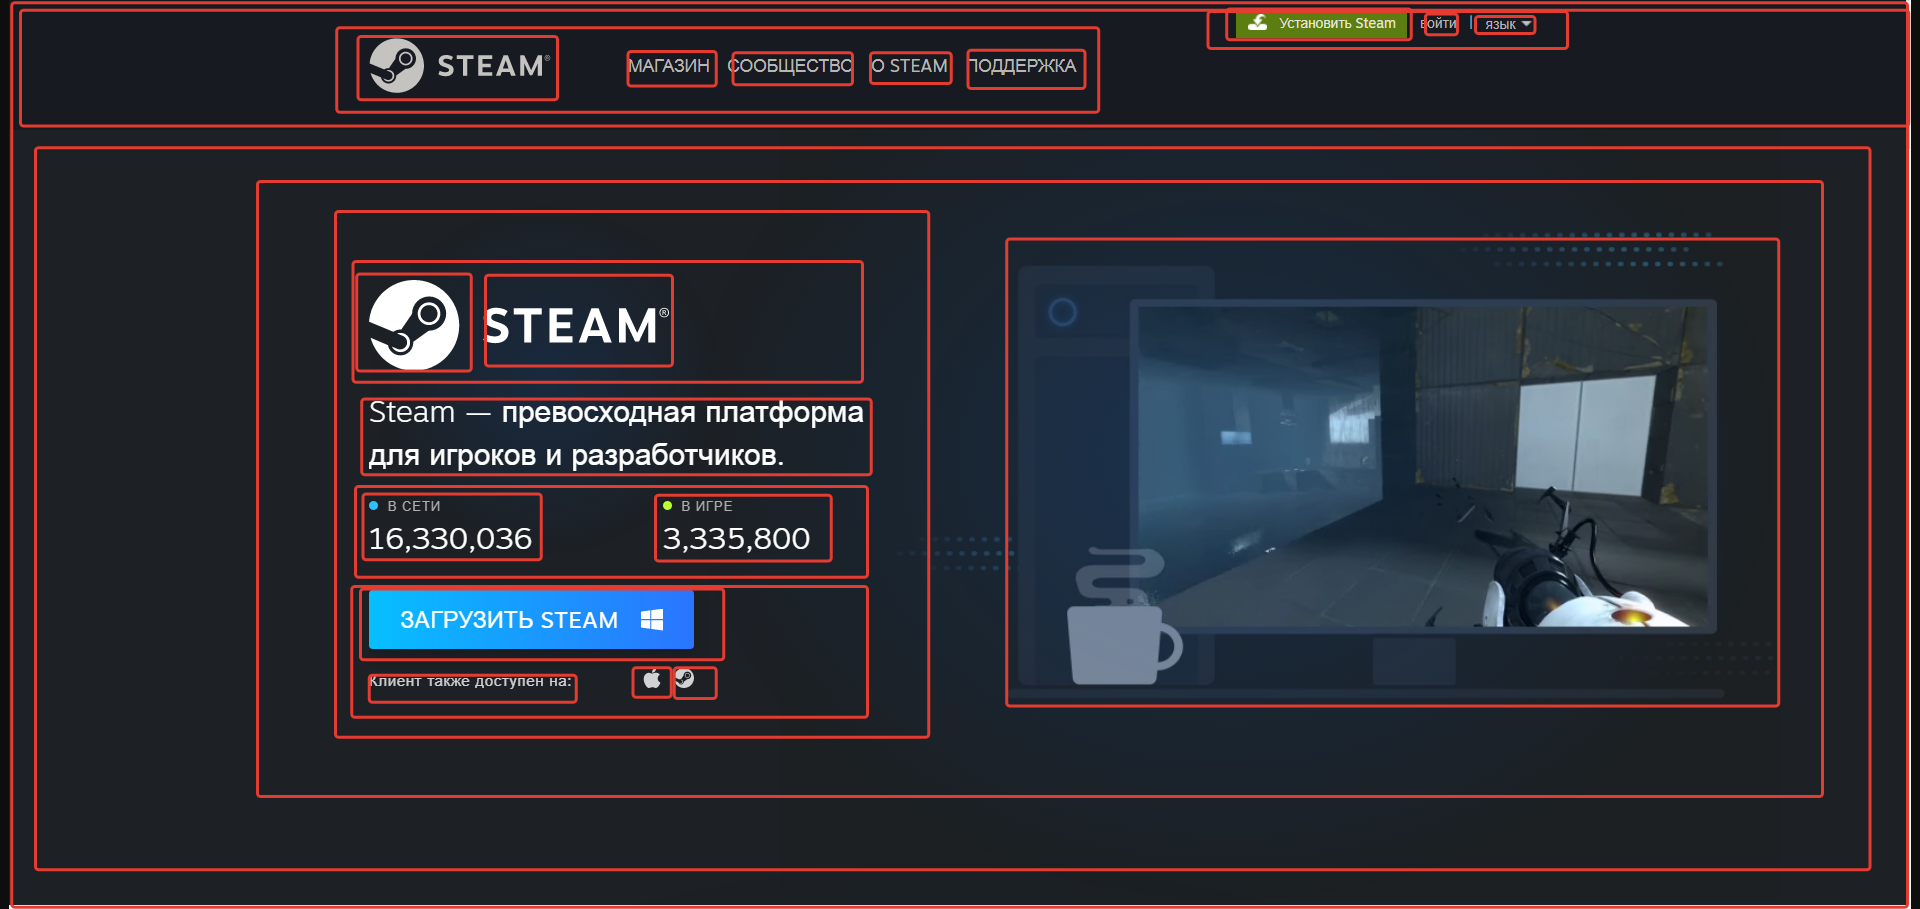 Установить Steam
войти | язык
STEAM®
МАГАЗИН СООБЩЕСТВО О STEAM ПОДДЕРЖКА
STEAM®
Steam — превосходная платформа
для игроков и разработчиков.
В СЕТИ
16,330,036
В ИГРЕ
3,335,800
ЗАГРУЗИТЬ STEAM
Клиент также доступен на: